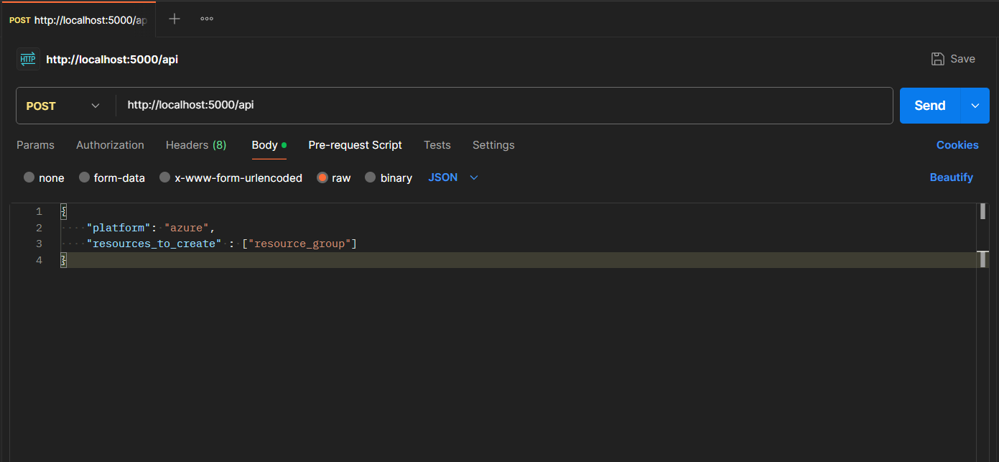 POST http://localhost:5000/ap
HTTP http://localhost:5000/api
Save
POST http://localhost:5000/api
Send
Params Authorization Headers (8) Body Pre-request Script Tests Settings Cookies
none form-data x-www-form-urlencoded raw binary JSON Beautify
1 {
2 "platform": "azure",
3 "resources_to_create" : ["resource_group"]
4 }